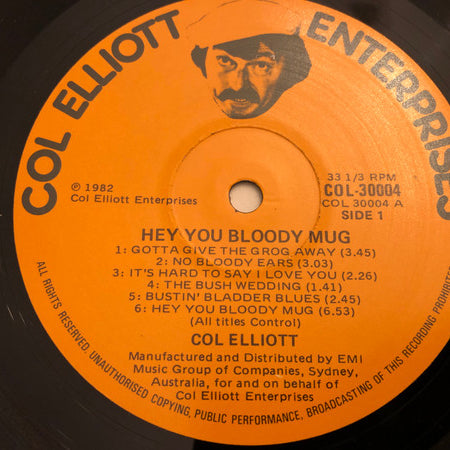 COL ELLIOTT ENTERPRISES
33 1/3 RPM
COL-30004
COL 30004 A
SIDE 1
℗ 1982
Col Elliott Enterprises
HEY YOU BLOODY MUG
1: GOTTA GIVE THE GROG AWAY (3.45)
2: NO BLOODY EARS (3.03)
3: IT'S HARD TO SAY I LOVE YOU (2.26)
4: THE BUSH WEDDING (1.41)
5: BUSTIN' BLADDER BLUES (2.45)
6: HEY YOU BLOODY MUG (6.53)
(All titles Control)
COL ELLIOTT
Manufactured and Distributed by EMI
Music Group of Companies, Sydney,
Australia, for and on behalf of
Col Elliott Enterprises
ALL RIGHTS RESERVED. UNAUTHORISED COPYING, PUBLIC PERFORMANCE, BROADCASTING OF THIS RECORDING PROHIBITED